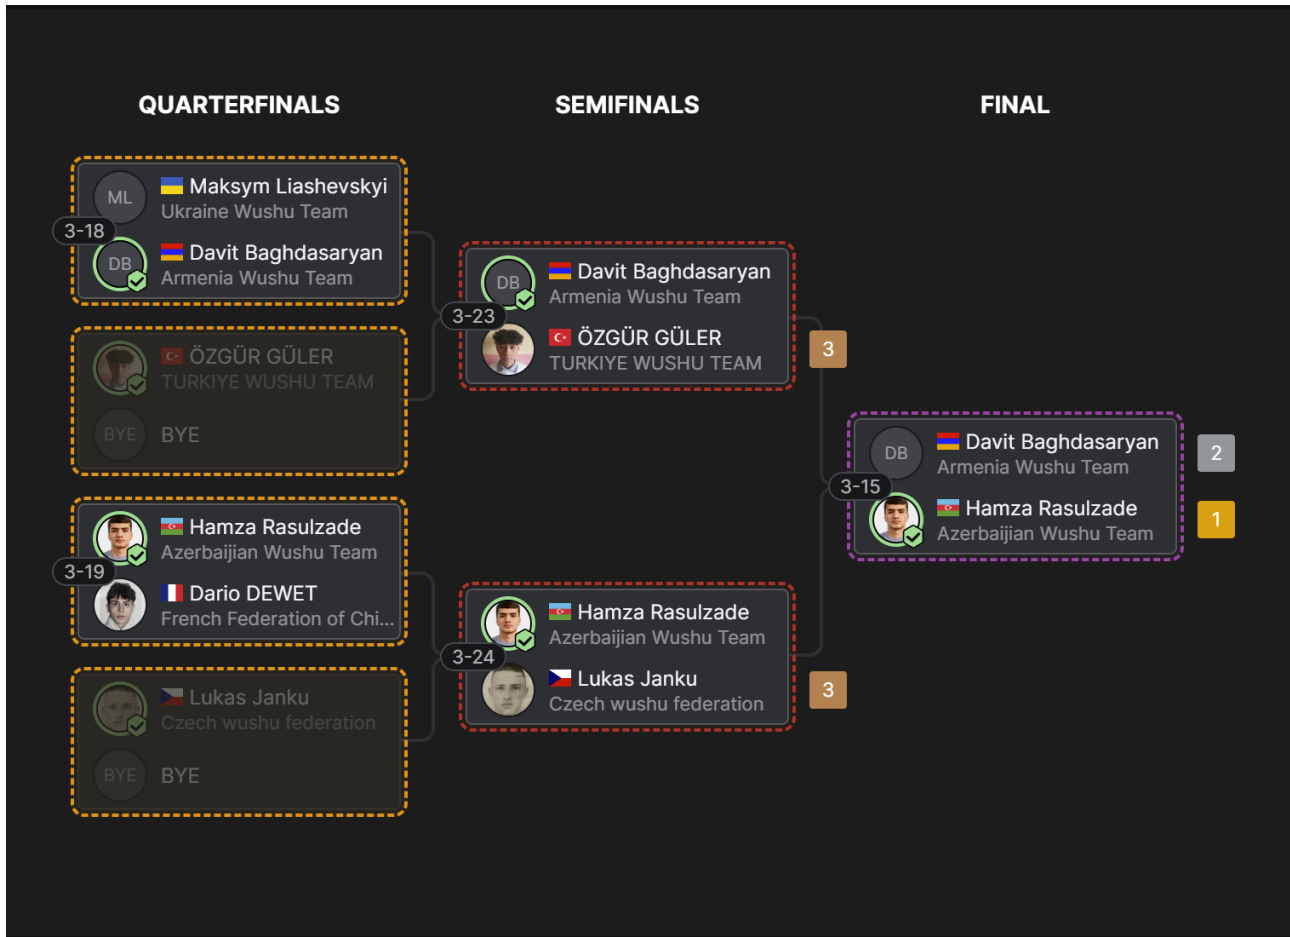 QUARTERFINALS
SEMIFINALS
FINAL
ML
Maksym Liashevskyi
Ukraine Wushu Team
3-18
DB
Davit Baghdasaryan
Armenia Wushu Team
ÖZGÜR GÜLER
TURKIYE WUSHU TEAM
BYE
BYE
Hamza Rasulzade
Azerbaijian Wushu Team
3-19
Dario DEWET
French Federation of Chi...
Lukas Janku
Czech wushu federation
BYE
BYE
DB
Davit Baghdasaryan
Armenia Wushu Team
3-23
ÖZGÜR GÜLER
TURKIYE WUSHU TEAM
3
Hamza Rasulzade
Azerbaijian Wushu Team
3-24
Lukas Janku
Czech wushu federation
3
DB
Davit Baghdasaryan
Armenia Wushu Team
2
3-15
Hamza Rasulzade
Azerbaijian Wushu Team
1